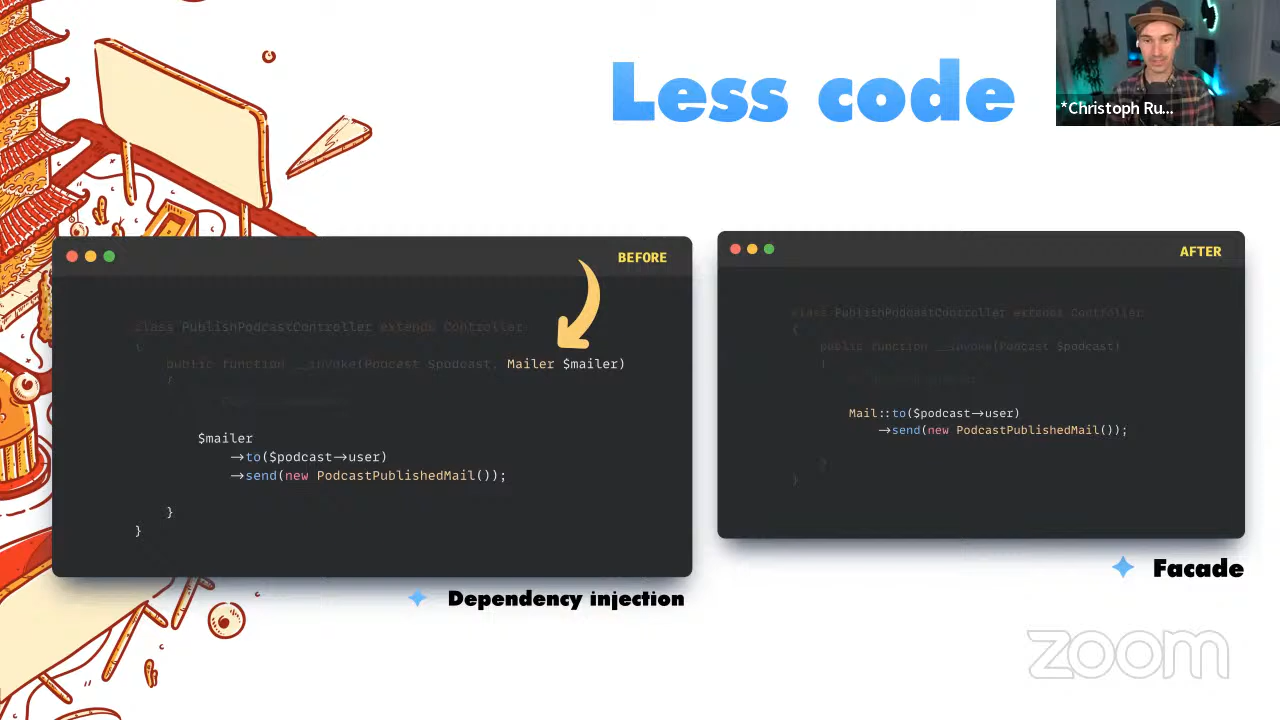 Less code
*Christoph Ru...
BEFORE
class PublishPodcastController extends Controller
{
public function __invoke(Podcast $podcast, Mailer $mailer)
{
$mailer
->to($podcast->user)
->send(new PodcastPublishedMail());
}
}
Dependency injection
AFTER
class PublishPodcastController extends Controller
{
public function __invoke(Podcast $podcast)
{
Mail::to($podcast->user)
->send(new PodcastPublishedMail());
}
}
Facade
zoom